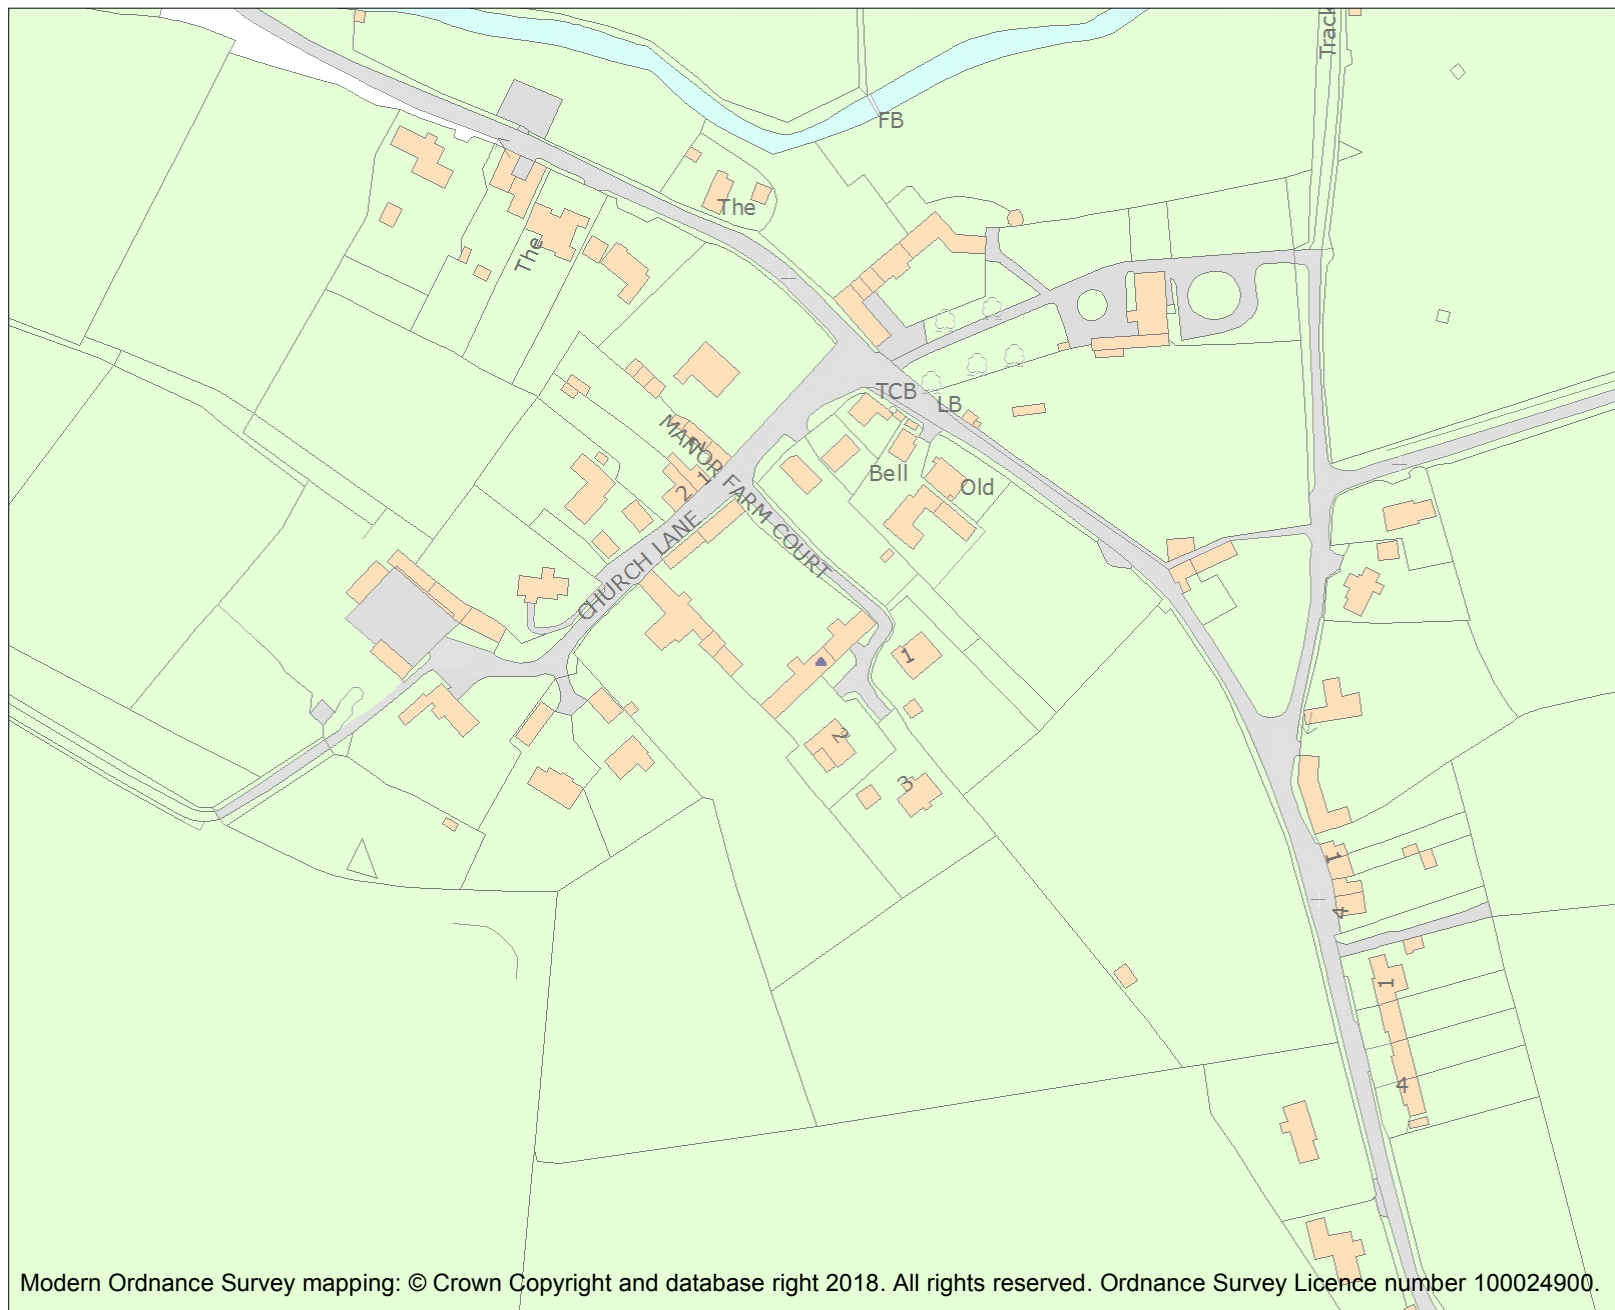 Track
FB
The
The
TCB
LB
MANOR FARM COURT
1
2
Bell
Old
CHURCH LANE
1
2
3
1
4
1
4
Modern Ordnance Survey mapping: © Crown Copyright and database right 2018. All rights reserved. Ordnance Survey Licence number 100024900.